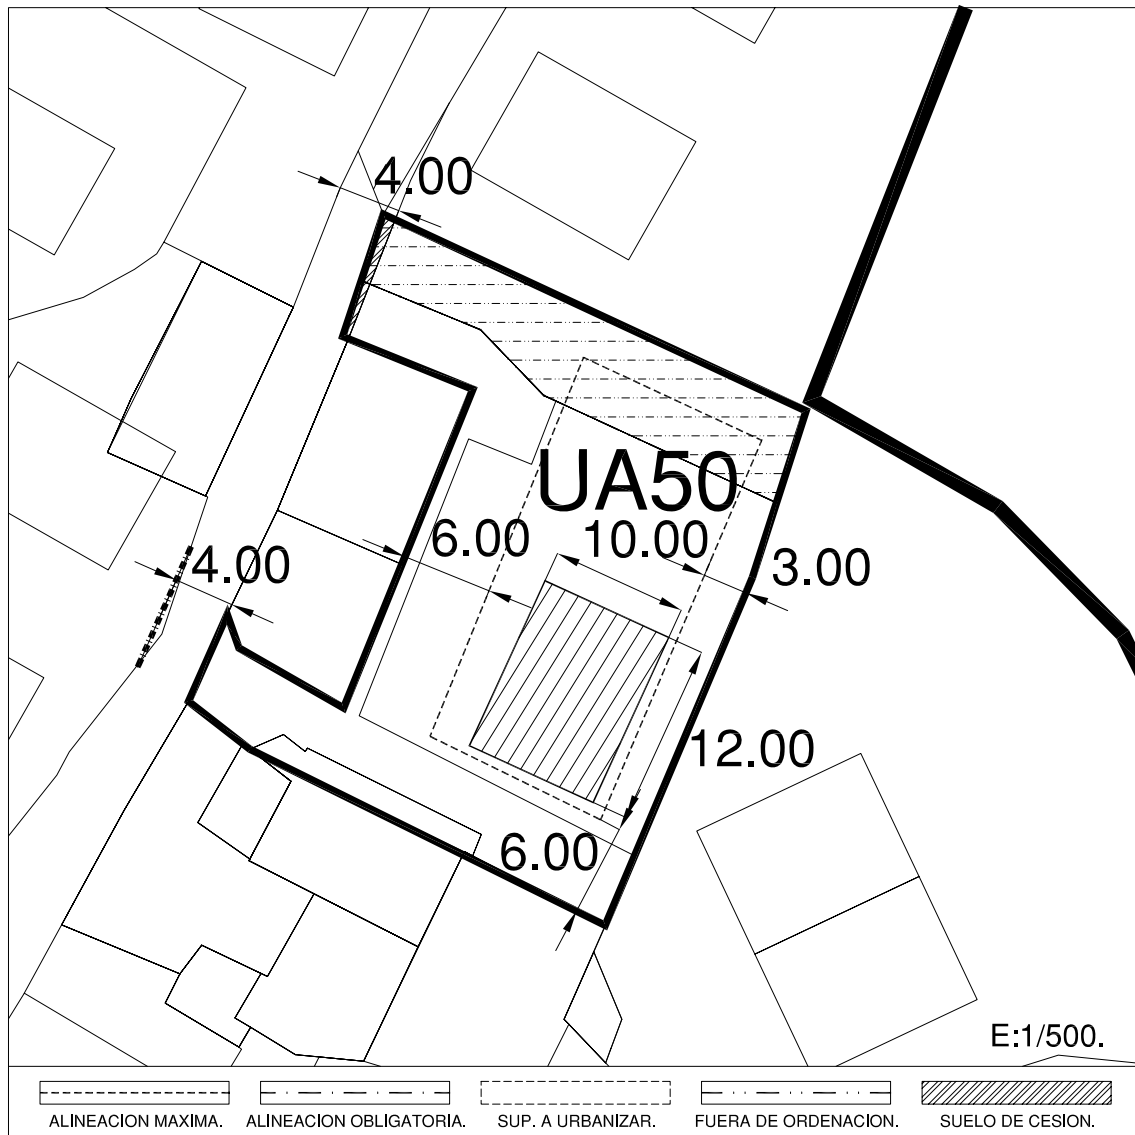 4.00
UA50
6.00
10.00
4.00
3.00
12.00
6.00
E:1/500.
ALINEACION MAXIMA.
ALINEACION OBLIGATORIA.
SUP. A URBANIZAR.
FUERA DE ORDENACION.
SUELO DE CESION.